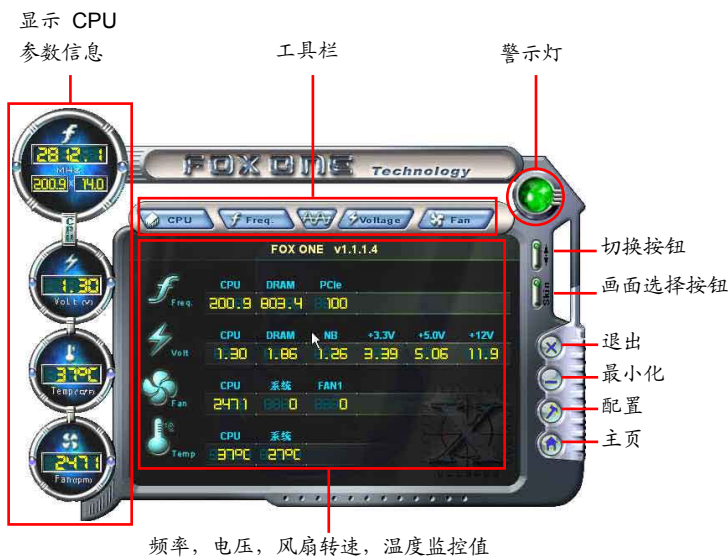 显示 CPU
参数信息
工具栏
警示灯
2812.1
MHZ
200.9 * 14.0
CPU
1.30
Volt(v)
37℃
Temp(℃/℉)
2471
Fan(rpm)
FOX ONE Technology
CPU Freq. Voltage Fan
FOX ONE v1.1.1.4
CPU DRAM PCIe
Freq. 200.9 803.4 100
CPU DRAM NB +3.3V +5.0V +12V
Volt 1.30 1.86 1.26 3.39 5.06 11.9
CPU 系统 FAN1
Fan 2471 0 0
CPU 系统
Temp 37℃ 27℃
Skin
切换按钮
画面选择按钮
退出
最小化
配置
主页
频率，电压，风扇转速，温度监控值